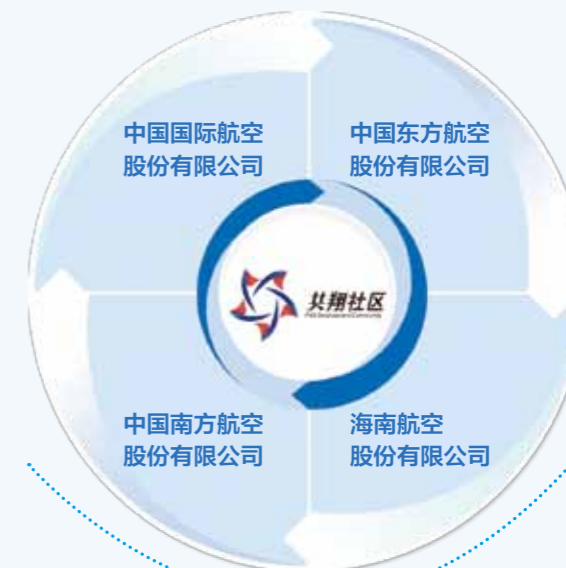 中国国际航空
股份有限公司
中国东方航空
股份有限公司
共翔社区
中国南方航空
股份有限公司
海南航空
股份有限公司